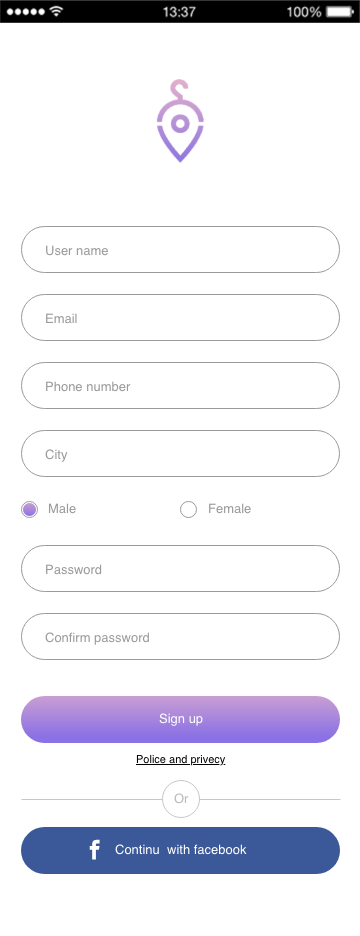 13:37 100%
User name
Email
Phone number
City
Male Female
Password
Confirm password
Sign up
Police and privecy
Or
Continu with facebook